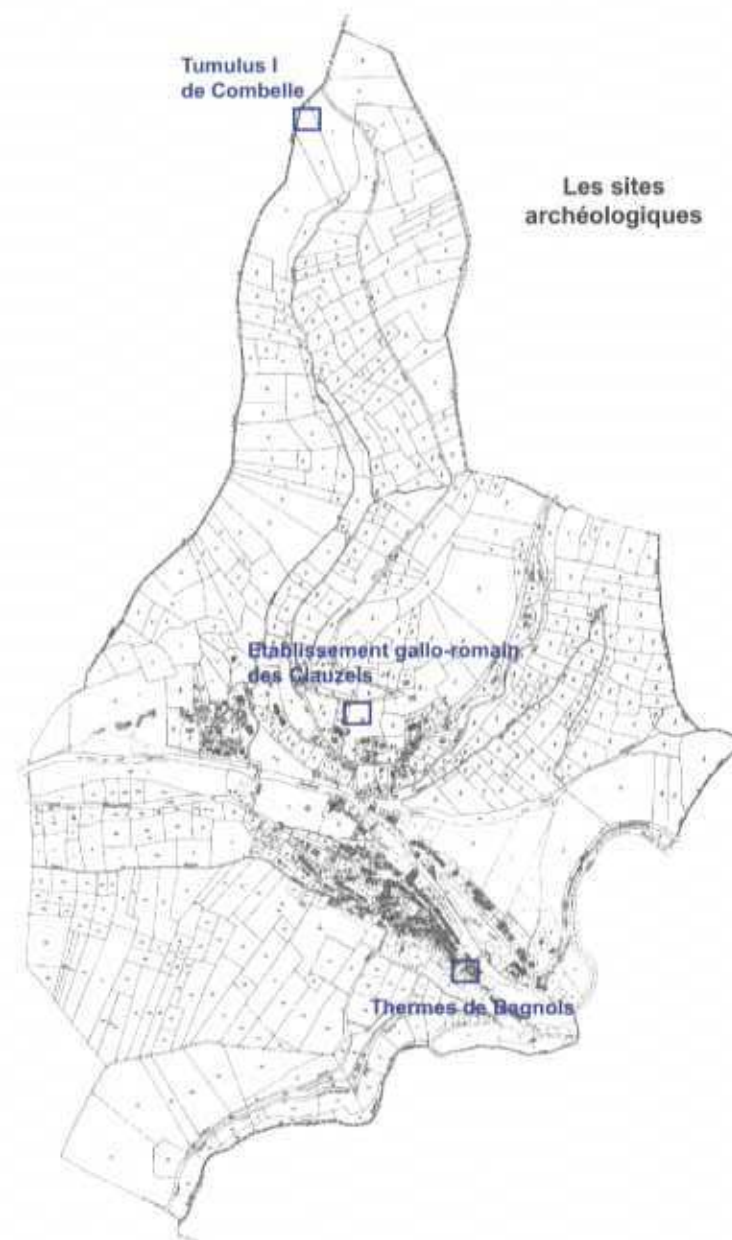 Tumulus I
de Combelle
Les sites
archéologiques
Etablissement gallo-romain
des Clauzels
Thermes de Bagnols